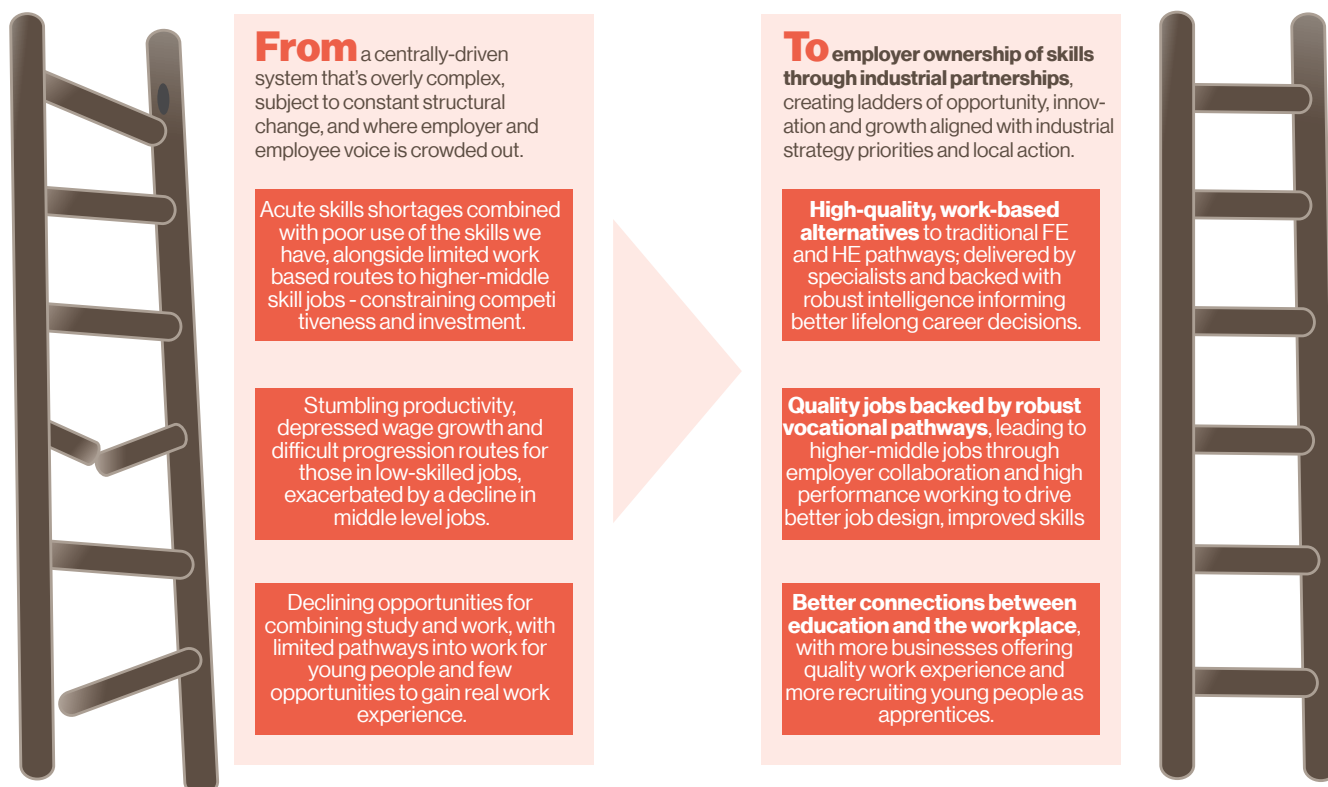 From a centrally-driven
system that's overly complex,
subject to constant structural
change, and where employer and
employee voice is crowded out.
Acute skills shortages combined
with poor use of the skills we
have, alongside limited work
based routes to higher-middle
skill jobs - constraining competi
tiveness and investment.
Stumbling productivity,
depressed wage growth and
difficult progression routes for
those in low-skilled jobs,
exacerbated by a decline in
middle level jobs.
Declining opportunities for
combining study and work, with
limited pathways into work for
young people and few
opportunities to gain real work
experience.
To employer ownership of skills
through industrial partnerships,
creating ladders of opportunity, innov-
ation and growth aligned with industrial
strategy priorities and local action.
High-quality, work-based
alternatives to traditional FE
and HE pathways; delivered by
specialists and backed with
robust intelligence informing
better lifelong career decisions.
Quality jobs backed by robust
vocational pathways, leading to
higher-middle jobs through
employer collaboration and high
performance working to drive
better job design, improved skills
Better connections between
education and the workplace,
with more businesses offering
quality work experience and
more recruiting young people as
apprentices.